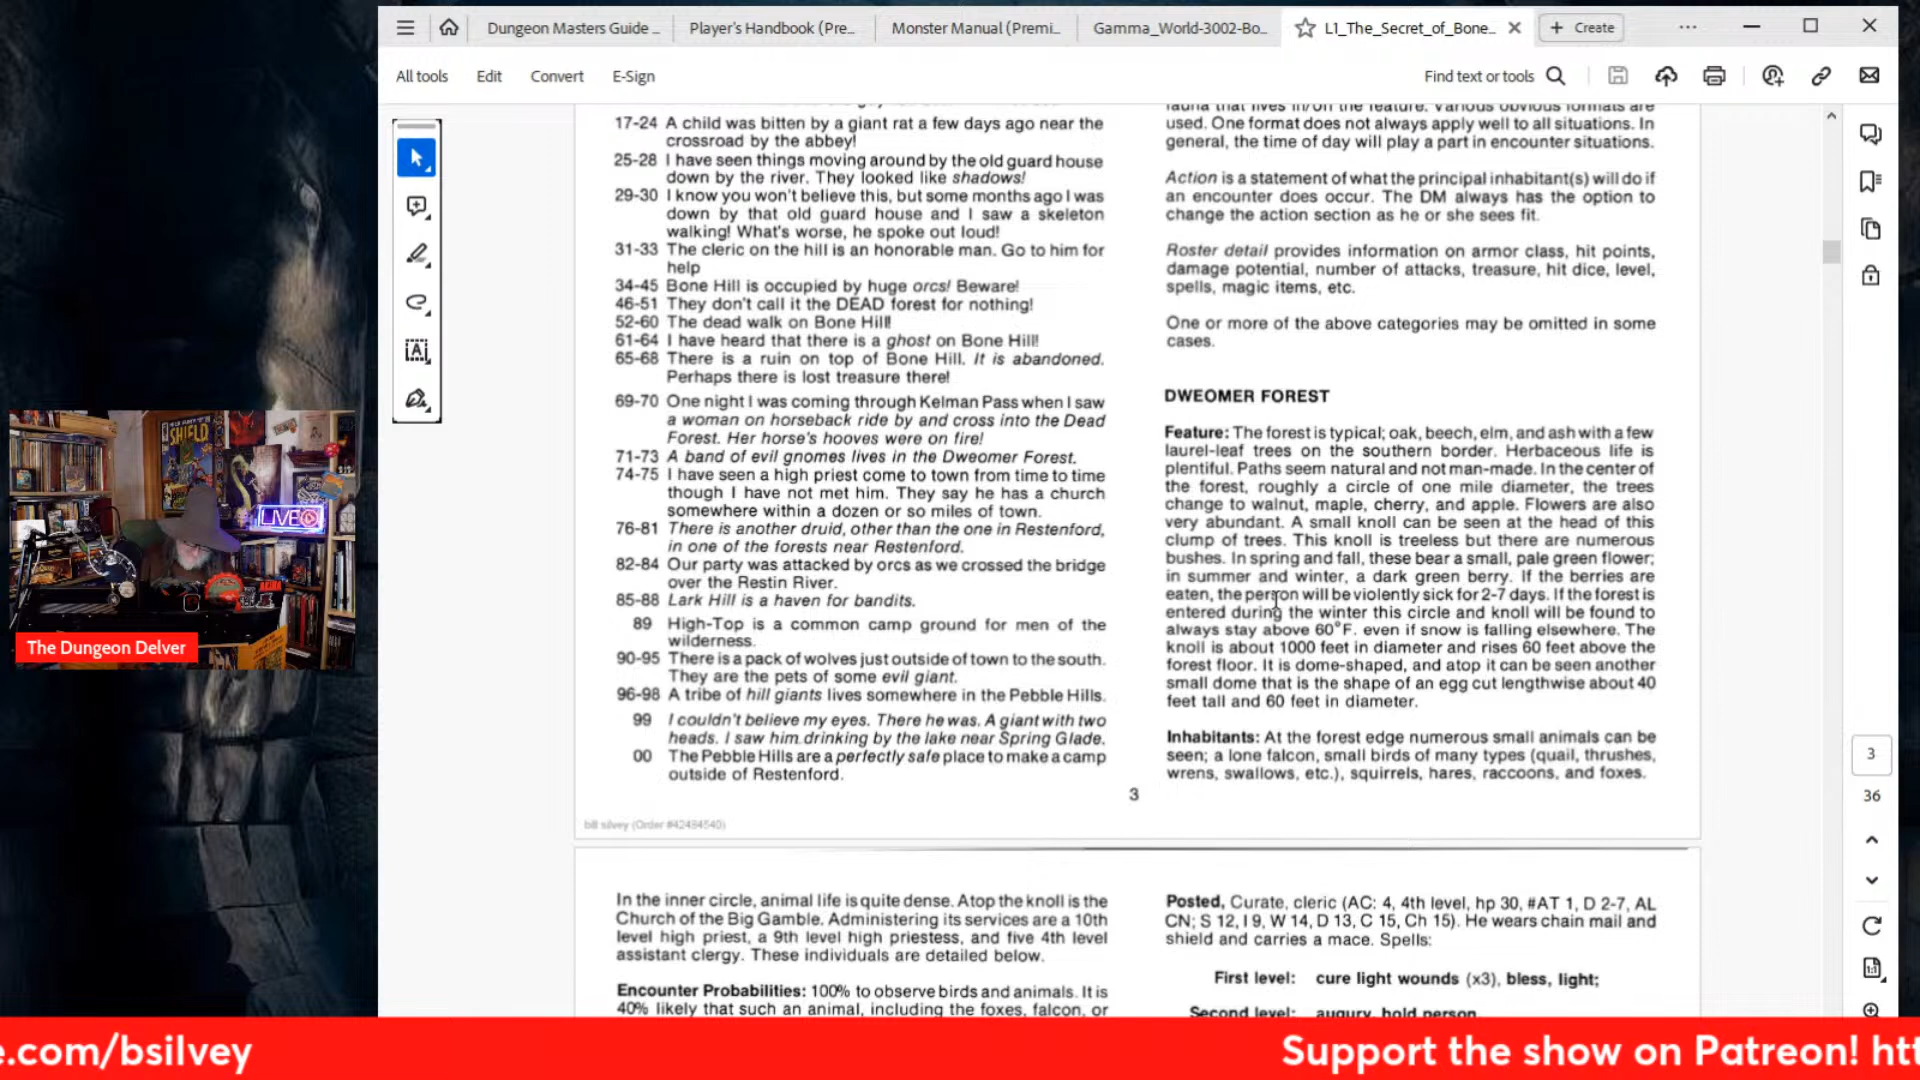 Dungeon Masters Guide ...
Player's Handbook (Pre...
Monster Manual (Premi...
Gamma_World-3002-Bo...
L1_The_Secret_of_Bone...
Create
All tools
Edit
Convert
E-Sign
Find text or tools
17-24 A child was bitten by a giant rat a few days ago near the
crossroad by the abbey!
25-28 I have seen things moving around by the old guard house
down by the river. They looked like shadows!
29-30 I know you won't believe this, but some months ago I was
down by that old guard house and I saw a skeleton
walking! What's worse, he spoke out loud!
31-33 The cleric on the hill is an honorable man. Go to him for
help
34-45 Bone Hill is occupied by huge orcs! Beware!
46-51 They don't call it the DEAD forest for nothing!
52-60 The dead walk on Bone Hill!
61-64 I have heard that there is a ghost on Bone Hill!
65-68 There is a ruin on top of Bone Hill. It is abandoned.
Perhaps there is lost treasure there!
69-70 One night I was coming through Kelman Pass when I saw
a woman on horseback ride by and cross into the Dead
Forest. Her horse's hooves were on fire!
71-73 A band of evil gnomes lives in the Dweomer Forest.
74-75 I have seen a high priest come to town from time to time
though I have not met him. They say he has a church
somewhere within a dozen or so miles of town.
76-81 There is another druid, other than the one in Restenford,
in one of the forests near Restenford.
82-84 Our party was attacked by orcs as we crossed the bridge
over the Restin River.
85-88 Lark Hill is a haven for bandits.
89 High-Top is a common camp ground for men of the
wilderness.
90-95 There is a pack of wolves just outside of town to the south.
They are the pets of some evil giant.
96-98 A tribe of hill giants lives somewhere in the Pebble Hills.
99 I couldn't believe my eyes. There he was. A giant with two
heads. I saw him drinking by the lake near Spring Glade.
00 The Pebble Hills are a perfectly safe place to make a camp
outside of Restenford.
fauna that lives in/on the feature. Various obvious formats are
used. One format does not always apply well to all situations. In
general, the time of day will play a part in encounter situations.
Action is a statement of what the principal inhabitant(s) will do if
an encounter does occur. The DM always has the option to
change the action section as he or she sees fit.
Roster detail provides information on armor class, hit points,
damage potential, number of attacks, treasure, hit dice, level,
spells, magic items, etc.
One or more of the above categories may be omitted in some
cases.
DWEOMER FOREST
Feature: The forest is typical; oak, beech, elm, and ash with a few
laurel-leaf trees on the southern border. Herbaceous life is
plentiful. Paths seem natural and not man-made. In the center of
the forest, roughly a circle of one mile diameter, the trees
change to walnut, maple, cherry, and apple. Flowers are also
very abundant. A small knoll can be seen at the head of this
clump of trees. This knoll is treeless but there are numerous
bushes. In spring and fall, these bear a small, pale green flower;
in summer and winter, a dark green berry. If the berries are
eaten, the person will be violently sick for 2-7 days. If the forest is
entered during the winter this circle and knoll will be found to
always stay above 60°F. even if snow is falling elsewhere. The
knoll is about 1000 feet in diameter and rises 60 feet above the
forest floor. It is dome-shaped, and atop it can be seen another
small dome that is the shape of an egg cut lengthwise about 40
feet tall and 60 feet in diameter.
Inhabitants: At the forest edge numerous small animals can be
seen; a lone falcon, small birds of many types (quail, thrushes,
wrens, swallows, etc.), squirrels, hares, raccoons, and foxes.
3
bill silvey (Order #42434540)
In the inner circle, animal life is quite dense. Atop the knoll is the
Church of the Big Gamble. Administering its services are a 10th
level high priest, a 9th level high priestess, and five 4th level
assistant clergy. These individuals are detailed below.
Encounter Probabilities: 100% to observe birds and animals. It is
40% likely that such an animal, including the foxes, falcon, or
Posted, Curate, cleric (AC: 4, 4th level, hp 30, #AT 1, D 2-7, AL
CN; S 12, I 9, W 14, D 13, C 15, Ch 15). He wears chain mail and
shield and carries a mace. Spells:
First level: cure light wounds (x3), bless, light;
Second level: augury, hold person
3
36
SHIELD
LIVE
AKIRA
The Dungeon Delver
e.com/bsilvey
Support the show on Patreon! htt